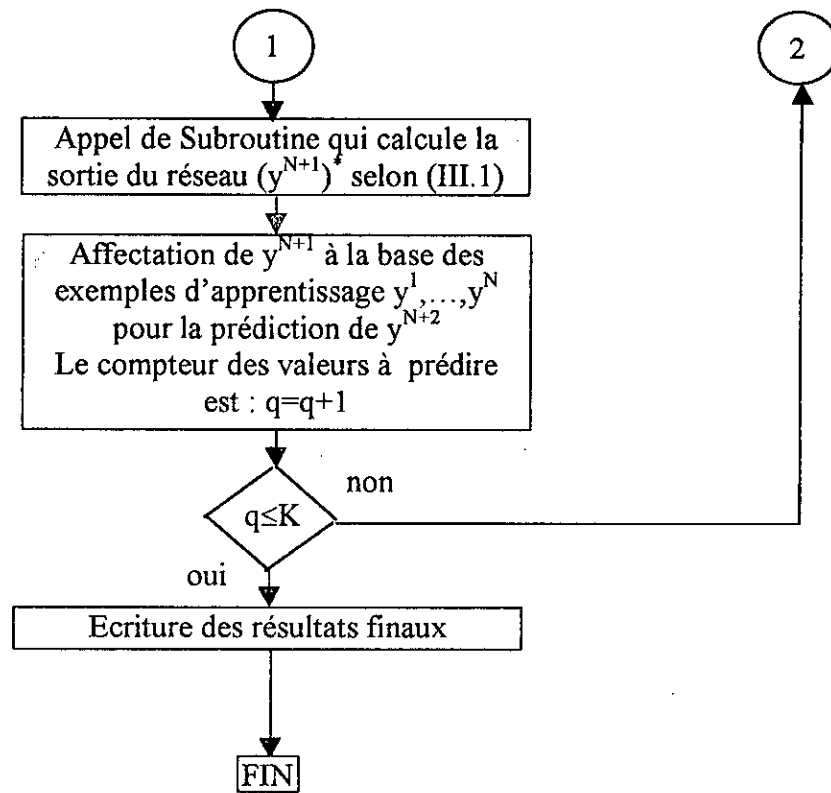 1
2
Appel de Subroutine qui calcule la
sortie du réseau (y^{N+1})^* selon (III.1)
Affectation de y^{N+1} à la base des
exemples d'apprentissage y^1,…,y^N
pour la prédiction de y^{N+2}
Le compteur des valeurs à prédire
est : q=q+1
q≤K
non
oui
Ecriture des résultats finaux
FIN